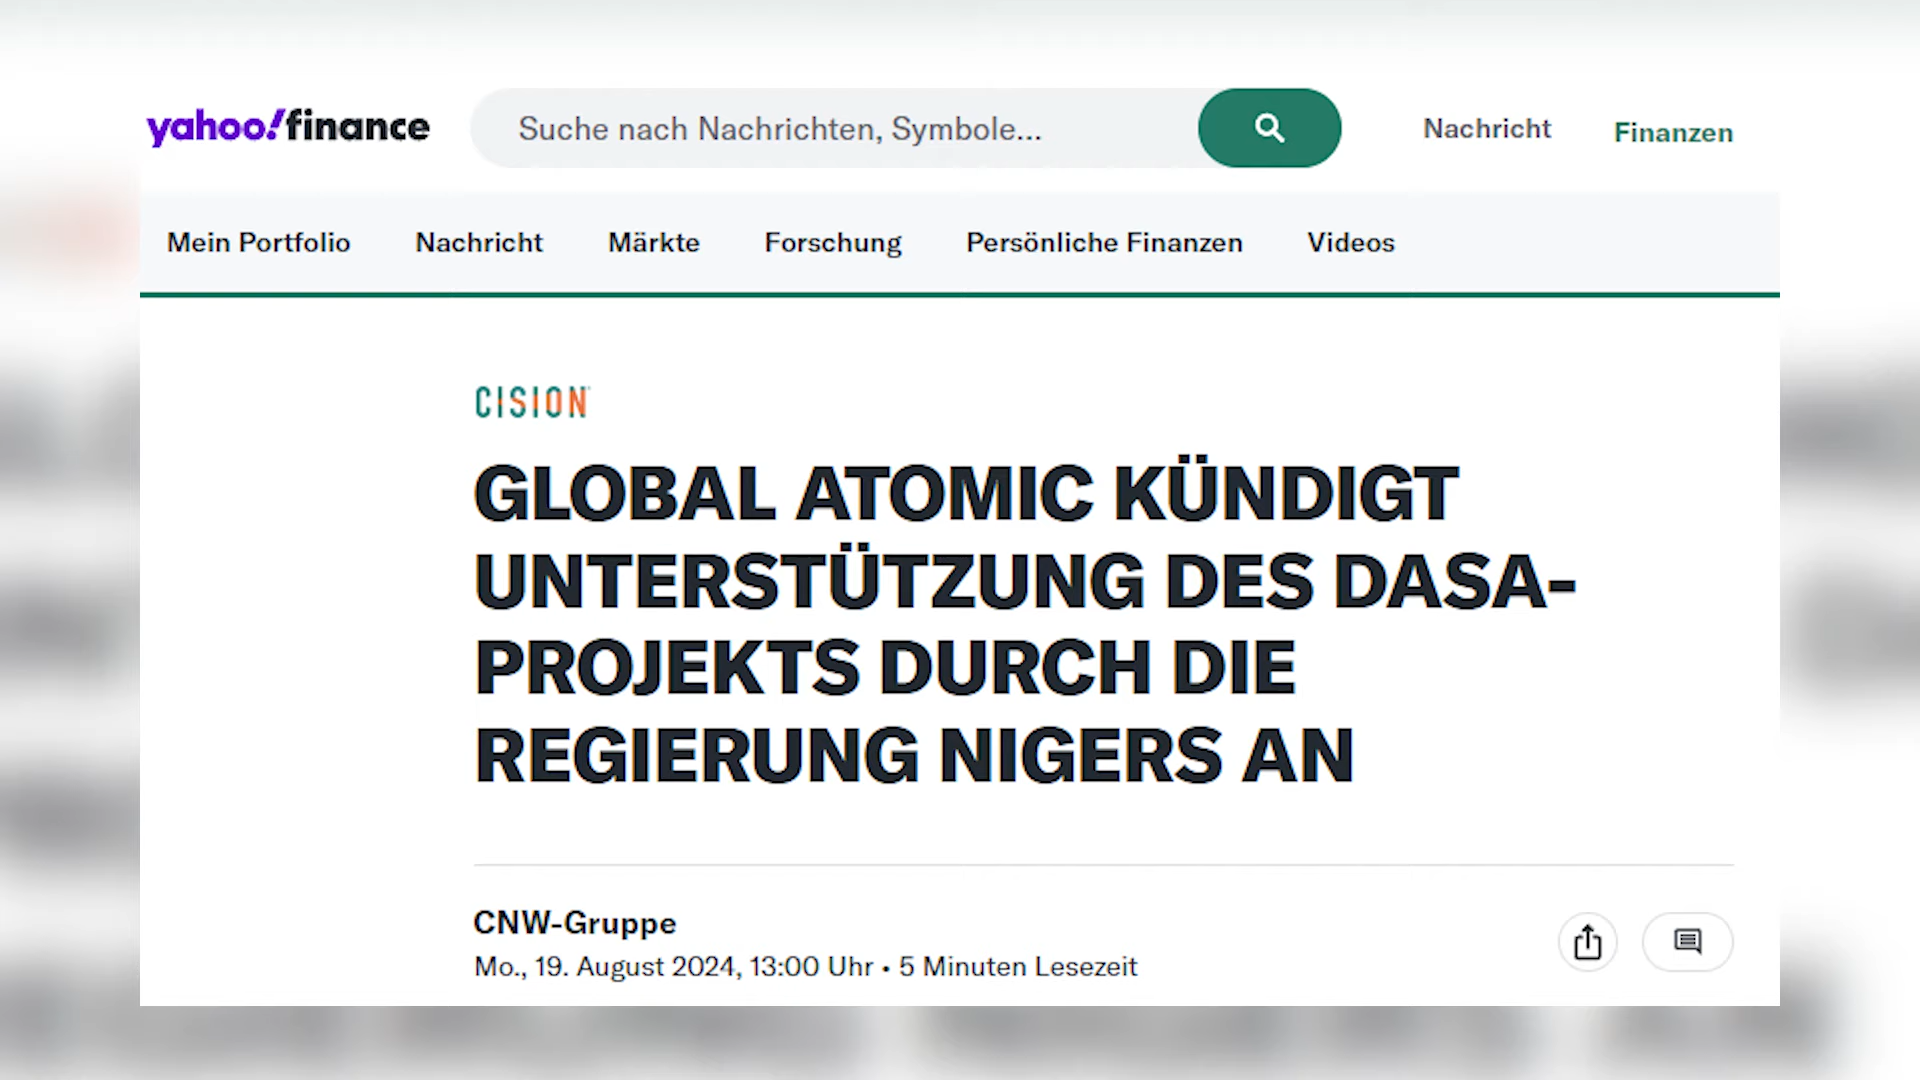 yahoo!finance
Suche nach Nachrichten, Symbole...
Nachricht
Finanzen
Mein Portfolio
Nachricht
Märkte
Forschung
Persönliche Finanzen
Videos
CISION
GLOBAL ATOMIC KÜNDIGT
UNTERSTÜTZUNG DES DASA-
PROJEKTS DURCH DIE
REGIERUNG NIGERS AN
CNW-Gruppe
Mo., 19. August 2024, 13:00 Uhr • 5 Minuten Lesezeit